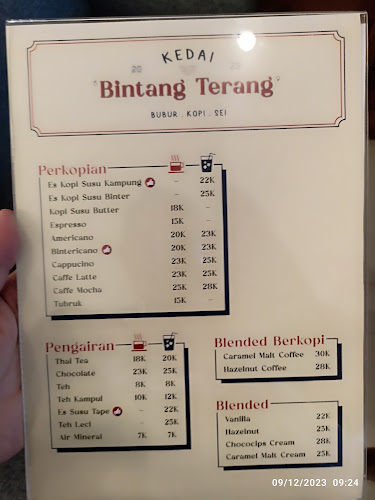 KEDAI
Bintang Terang
BUBUR . KOPI . SEI
Perkopian
Es Kopi Susu Kampung - 22K
Es Kopi Susu Binter - 25K
Kopi Susu Butter 18K -
Espresso 15K -
Americano 20K 23K
Bintericano 20K 23K
Cappucino 23K 25K
Caffe Latte 23K 25K
Caffe Mocha 25K 28K
Tubruk 15K -
Pengairan
Thai Tea 18K 20K
Chocolate 23K 25K
Teh 8K 8K
Teh Kampul 10K 12K
Es Susu Tape - 22K
Teh Leci - 25K
Air Mineral 7K 7K
Blended Berkopi
Caramel Malt Coffee 30K
Hazelnut Coffee 28K
Blended
Vanilla 22K
Hazelnut 25K
Chococips Cream 28K
Caramel Malt Cream 25K
09/12/2023 09:24